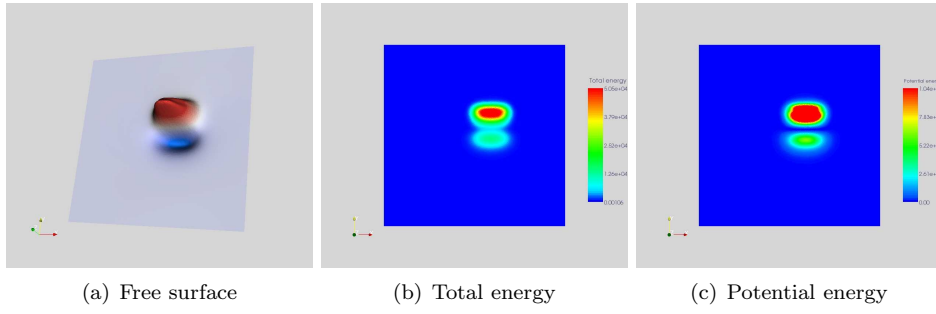 Total energy
5.05e+04
3.79e+04
2.52e+04
1.26e+04
0.00106
Potential energy
1.04e+
7.83e+
5.22e+
2.61e+
0.00
(a) Free surface
(b) Total energy
(c) Potential energy